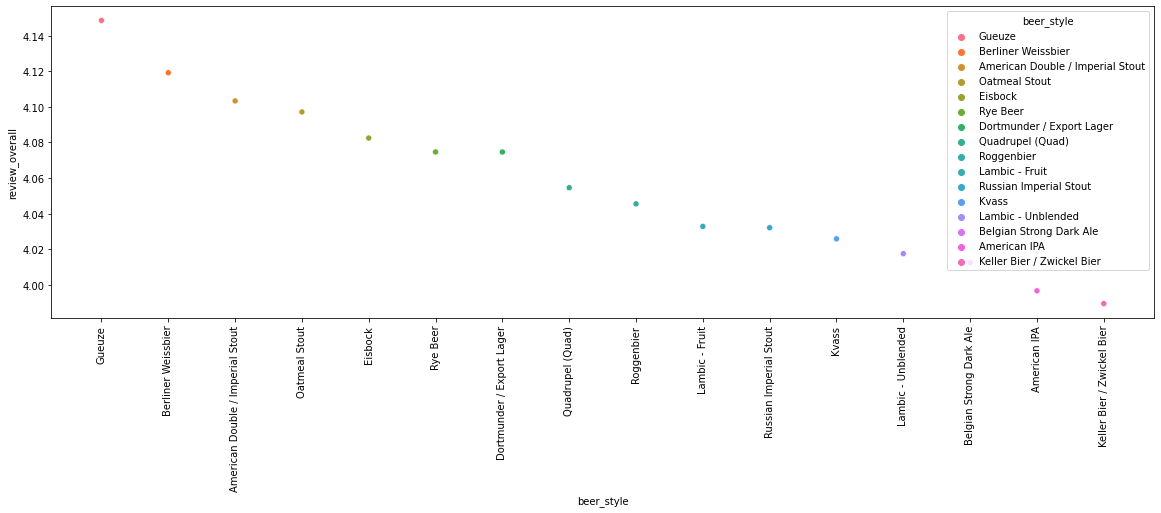 4.14
4.12
4.10
4.08
4.06
4.04
4.02
4.00
review_overall
beer_style
Gueuze
Berliner Weissbier
American Double / Imperial Stout
Oatmeal Stout
Eisbock
Rye Beer
Dortmunder / Export Lager
Quadrupel (Quad)
Roggenbier
Lambic - Fruit
Russian Imperial Stout
Kvass
Lambic - Unblended
Belgian Strong Dark Ale
American IPA
Keller Bier / Zwickel Bier
Gueuze
Berliner Weissbier
American Double / Imperial Stout
Oatmeal Stout
Eisbock
Rye Beer
Dortmunder / Export Lager
Quadrupel (Quad)
Roggenbier
Lambic - Fruit
Russian Imperial Stout
Kvass
Lambic - Unblended
Belgian Strong Dark Ale
American IPA
Keller Bier / Zwickel Bier
beer_style